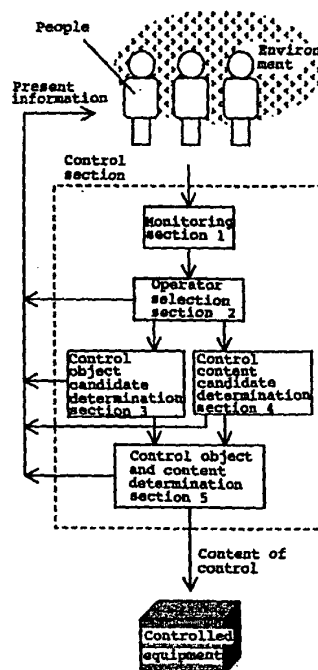 People
Environ
ment
Present
information
Control
section
Monitoring
section 1
Operator
selection
section 2
Control
object
candidate
determination
section 3
Control
content
candidate
determination
section 4
Control object
and content
determination
section 5
Content of
control
Controlled
equipment